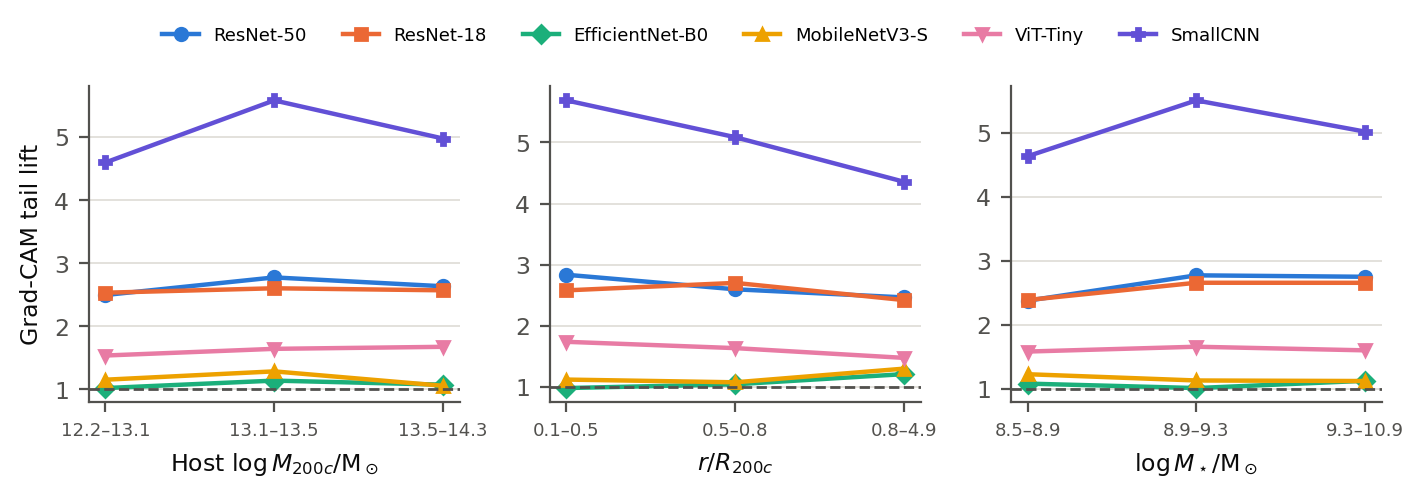 ResNet-50 ResNet-18 EfficientNet-B0 MobileNetV3-S ViT-Tiny SmallCNN
Grad-CAM tail lift
5
4
3
2
1
12.2–13.1 13.1–13.5 13.5–14.3
Host log M₂₀₀c/M⊙
5
4
3
2
1
0.1–0.5 0.5–0.8 0.8–4.9
r/R₂₀₀c
5
4
3
2
1
8.5–8.9 8.9–9.3 9.3–10.9
log M⋆/M⊙